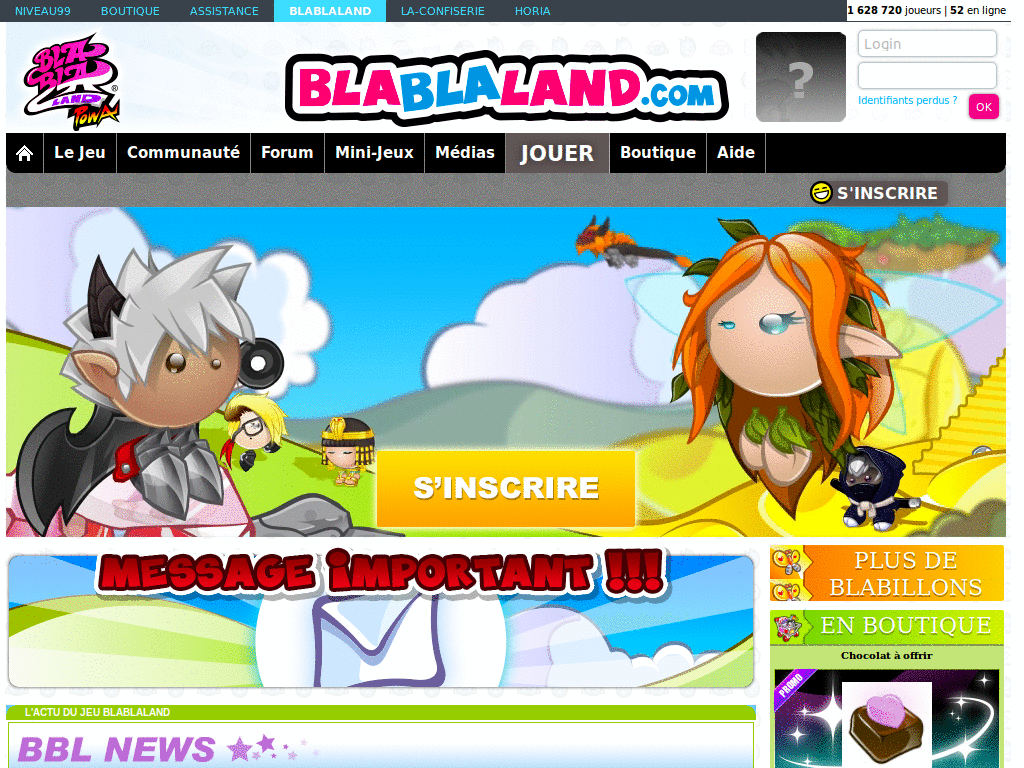 NIVEAU99 BOUTIQUE ASSISTANCE BLABLALAND LA-CONFISERIE HORIA
1 628 720 joueurs | 52 en ligne
BLA
BLA
LAND
POWA
®
BLABLALAND.COM
?
Login
Identifiants perdus ?
OK
Le Jeu Communauté Forum Mini-Jeux Médias JOUER Boutique Aide
S'INSCRIRE
S'INSCRIRE
MESSAGE IMPORTANT !!!
PLUS DE
BLABILLONS
EN BOUTIQUE
Chocolat à offrir
PROMO
L'ACTU DU JEU BLABLALAND
BBL NEWS